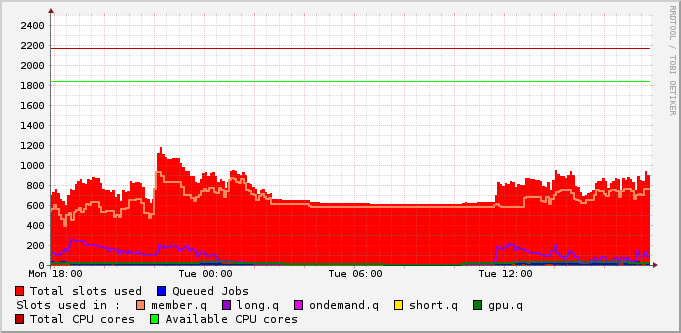 2400
2200
2000
1800
1600
1400
1200
1000
800
600
400
200
0
Mon 18:00 Tue 00:00 Tue 06:00 Tue 12:00
Total slots used Queued Jobs
Slots used in : member.q long.q ondemand.q short.q gpu.q
Total CPU cores Available CPU cores
RRDTOOL / TOBI OETIKER